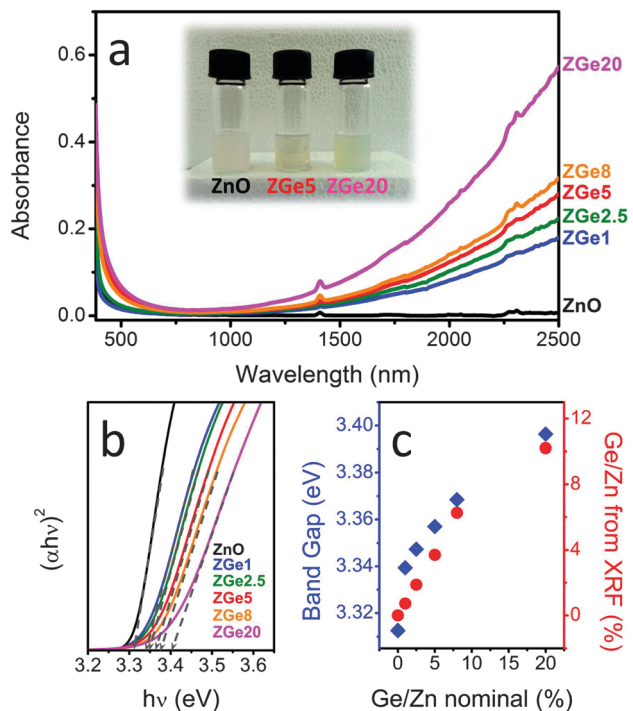 a
0.6
0.4
0.2
0.0
Absorbance
ZnO ZGe5 ZGe20
ZGe20
ZGe8
ZGe5
ZGe2.5
ZGe1
ZnO
500 1000 1500 2000 2500
Wavelength (nm)
b
(αhν)²
ZnO
ZGe1
ZGe2.5
ZGe5
ZGe8
ZGe20
3.2 3.3 3.4 3.5 3.6
hν (eV)
c
3.40
3.38
3.36
3.34
3.32
Band Gap (eV)
12
8
4
0
Ge/Zn from XRF (%)
0 5 10 15 20
Ge/Zn nominal (%)